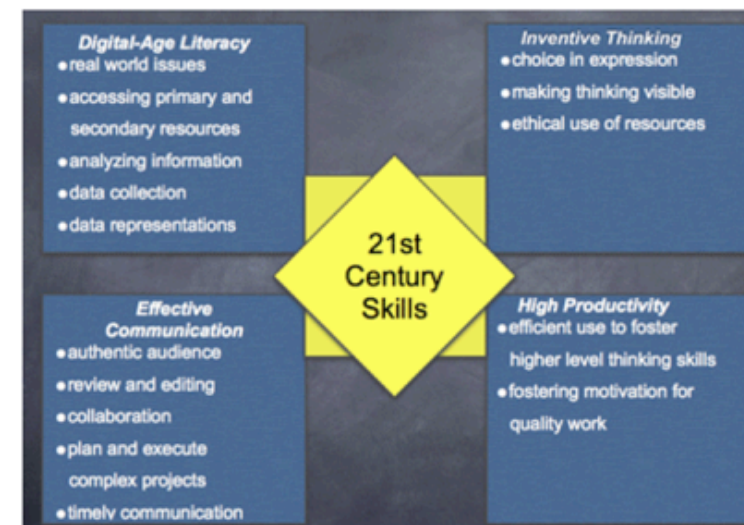 Digital-Age Literacy
●real world issues
●accessing primary and
secondary resources
●analyzing information
●data collection
●data representations
Inventive Thinking
●choice in expression
●making thinking visible
●ethical use of resources
21st
Century
Skills
Effective
Communication
●authentic audience
●review and editing
●collaboration
●plan and execute
complex projects
●timely communication
High Productivity
●efficient use to foster
higher level thinking skills
●fostering motivation for
quality work